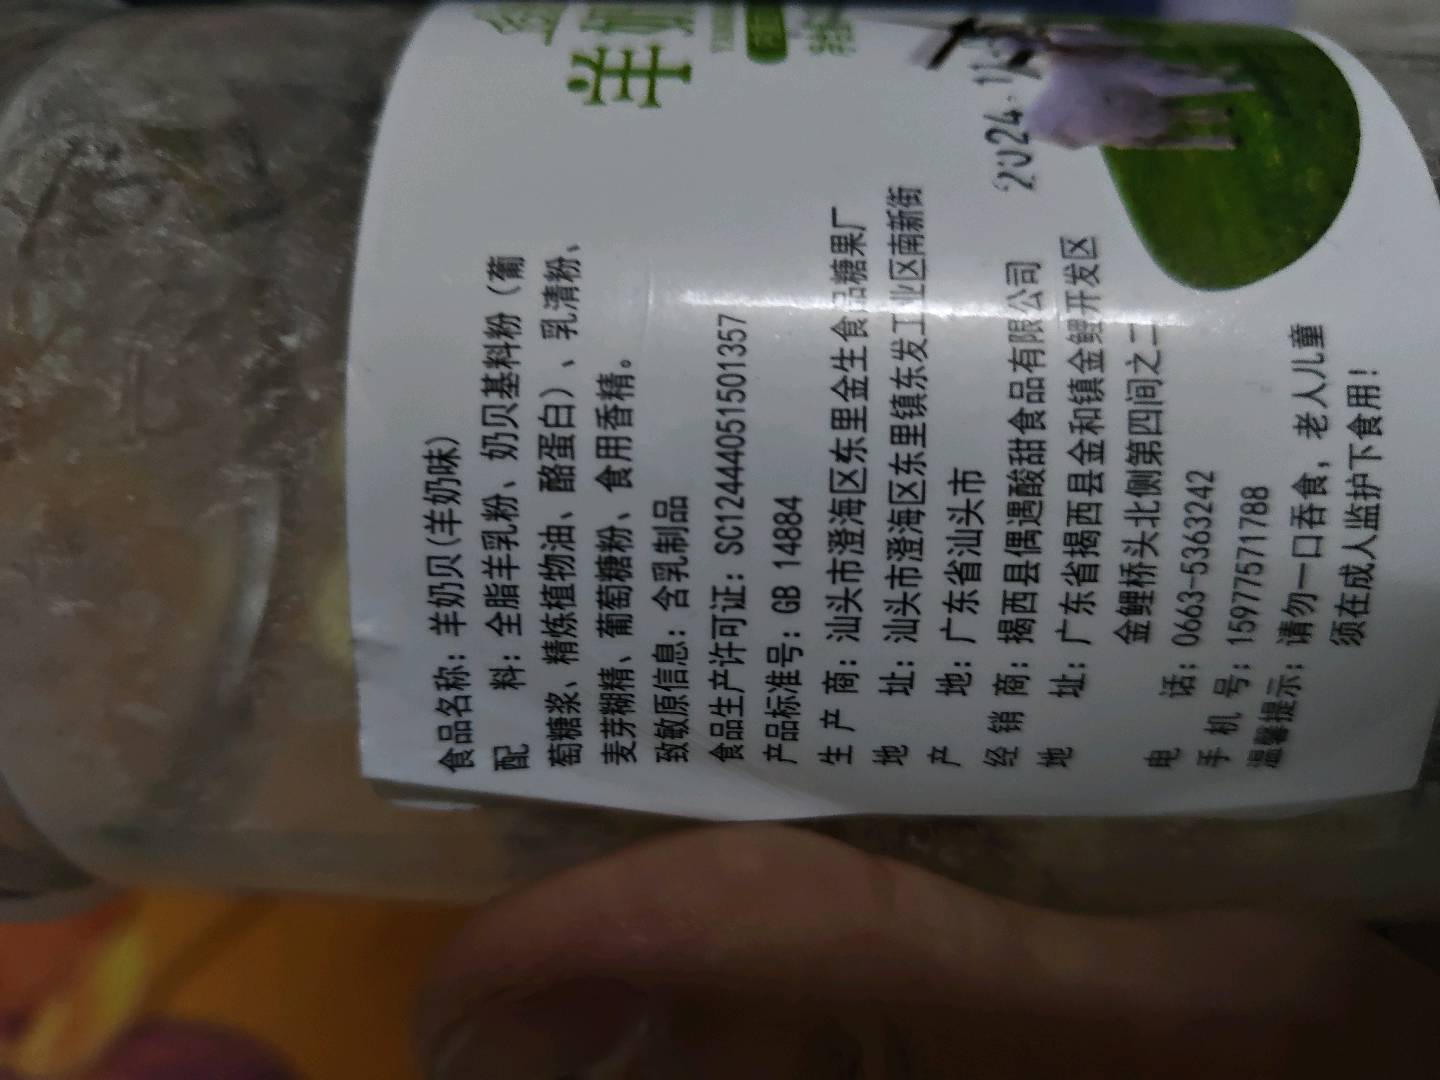 羊奶
食品名称：羊奶贝(羊奶味)
配 料：全脂羊乳粉、奶贝基料粉（葡
萄糖浆、精炼植物油、酪蛋白）、乳清粉、
麦芽糊精、葡萄糖粉、食用香精。
致敏原信息：含乳制品
食品生产许可证：SC12444051501357
产品标准号：GB 14884
生 产 商：汕头市澄海区东里金生食品糖果厂
地 址：汕头市澄海区东里镇东发工业区南新街
产 地：广东省汕头市
经 销 商：揭西县偶遇酸甜食品有限公司
地 址：广东省揭西县金和镇金鲤开发区
金鲤桥头北侧第四间之二
电 话：0663-5363242
手 机 号：15977571788
温馨提示：请勿一口吞食，老人儿童
须在成人监护下食用！
2024.11